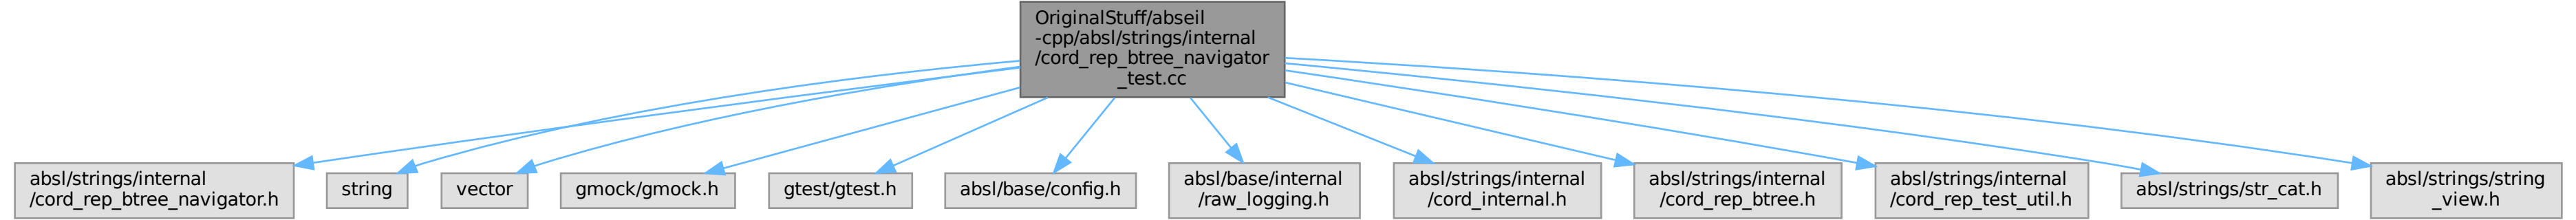 OriginalStuff/abseil
-cpp/absl/strings/internal
/cord_rep_btree_navigator
_test.cc
absl/strings/internal
/cord_rep_btree_navigator.h
string
vector
gmock/gmock.h
gtest/gtest.h
absl/base/config.h
absl/base/internal
/raw_logging.h
absl/strings/internal
/cord_internal.h
absl/strings/internal
/cord_rep_btree.h
absl/strings/internal
/cord_rep_test_util.h
absl/strings/str_cat.h
absl/strings/string
_view.h